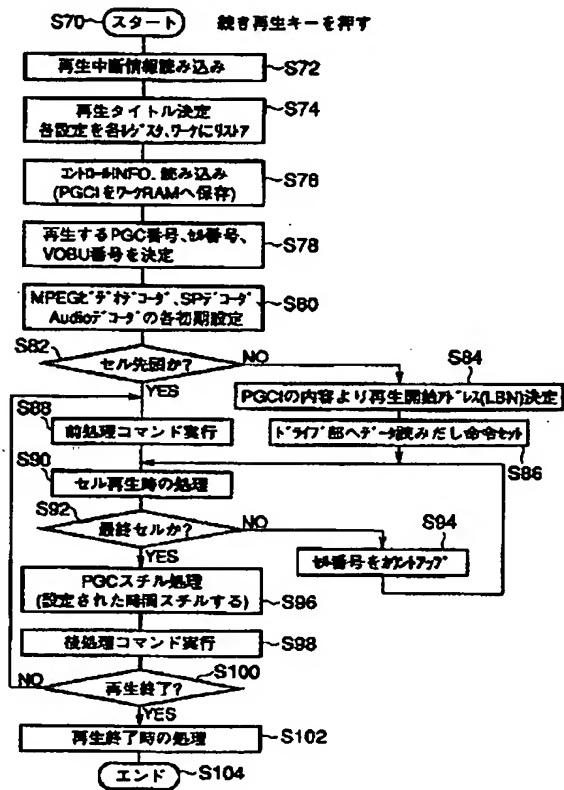 S70 スタート 続き再生キーを押す
再生中断情報読み込み S72
再生タイトル決定
各設定を各レジスタ、ワークにリストア S74
コントロールINFO.読み込み
(PGCIをワークRAMへ保存) S78
再生するPGC番号、セル番号、
VOBU番号を決定 S78
MPEGビデオデコーダ、SPデコーダ
Audioデコーダの各初期設定 S80
S82 セル先頭か? NO
YES
S84
PGCIの内容より再生開始アドレス(LBN)決定
S88
前処理コマンド実行
ドライブ部へデータ読みだし命令セット
S86
S90
セル再生時の処理
S92
最終セルか? NO
YES
S94
セル番号をカウントアップ
PGCスチル処理
(設定された時間スチルする) S96
後処理コマンド実行 S98
S100
NO 再生終了?
YES
再生終了時の処理 S102
エンド S104